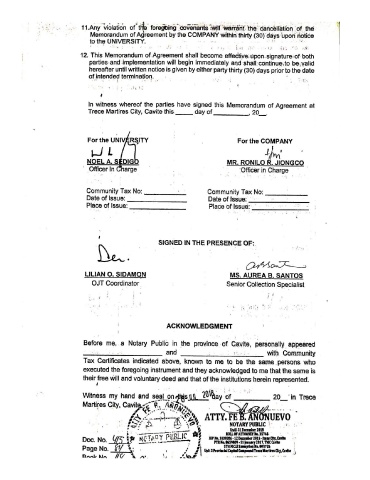 11.Any violation of the foregoing covenants will warrant the cancellation of the
Memorandum of Agreement by the COMPANY within thirty (30) days upon notice
to the UNIVERSITY.
12. This Memorandum of Agreement shall become effective upon signature of both
parties and implementation will begin immediately and shall continue to be valid
hereafter until written notice is given by either party thirty (30) days prior to the date
of intended termination.
In witness whereof the parties have signed this Memorandum of Agreement at
Trece Martires City, Cavite this _____ day of __________, 20__.
For the UNIVERSITY For the COMPANY
NOEL A. SEDIGO MR. RONILO R. JIONGCO
Officer In Charge Officer in Charge
Community Tax No: __________ Community Tax No: __________
Date of Issue: __________ Date of Issue: __________
Place of Issue: __________ Place of Issue: __________
SIGNED IN THE PRESENCE OF:
LILIAN O. SIDAMON MS. AUREA B. SANTOS
OJT Coordinator Senior Collection Specialist
ACKNOWLEDGMENT
Before me, a Notary Public in the province of Cavite, personally appeared
____________________ and ____________________ with Community
Tax Certificates indicated above, known to me to be the same persons who
executed the foregoing instrument and they acknowledged to me that the same is
their free will and voluntary deed and that of the institutions herein represented.
Witness my hand and seal on this day of 20__ in Trece
Martires City, Cavite
ATTY. FE B. ANONUEVO
NOTARY PUBLIC
NOTARY PUBLIC
Doc. No.
Page No.
Book No.